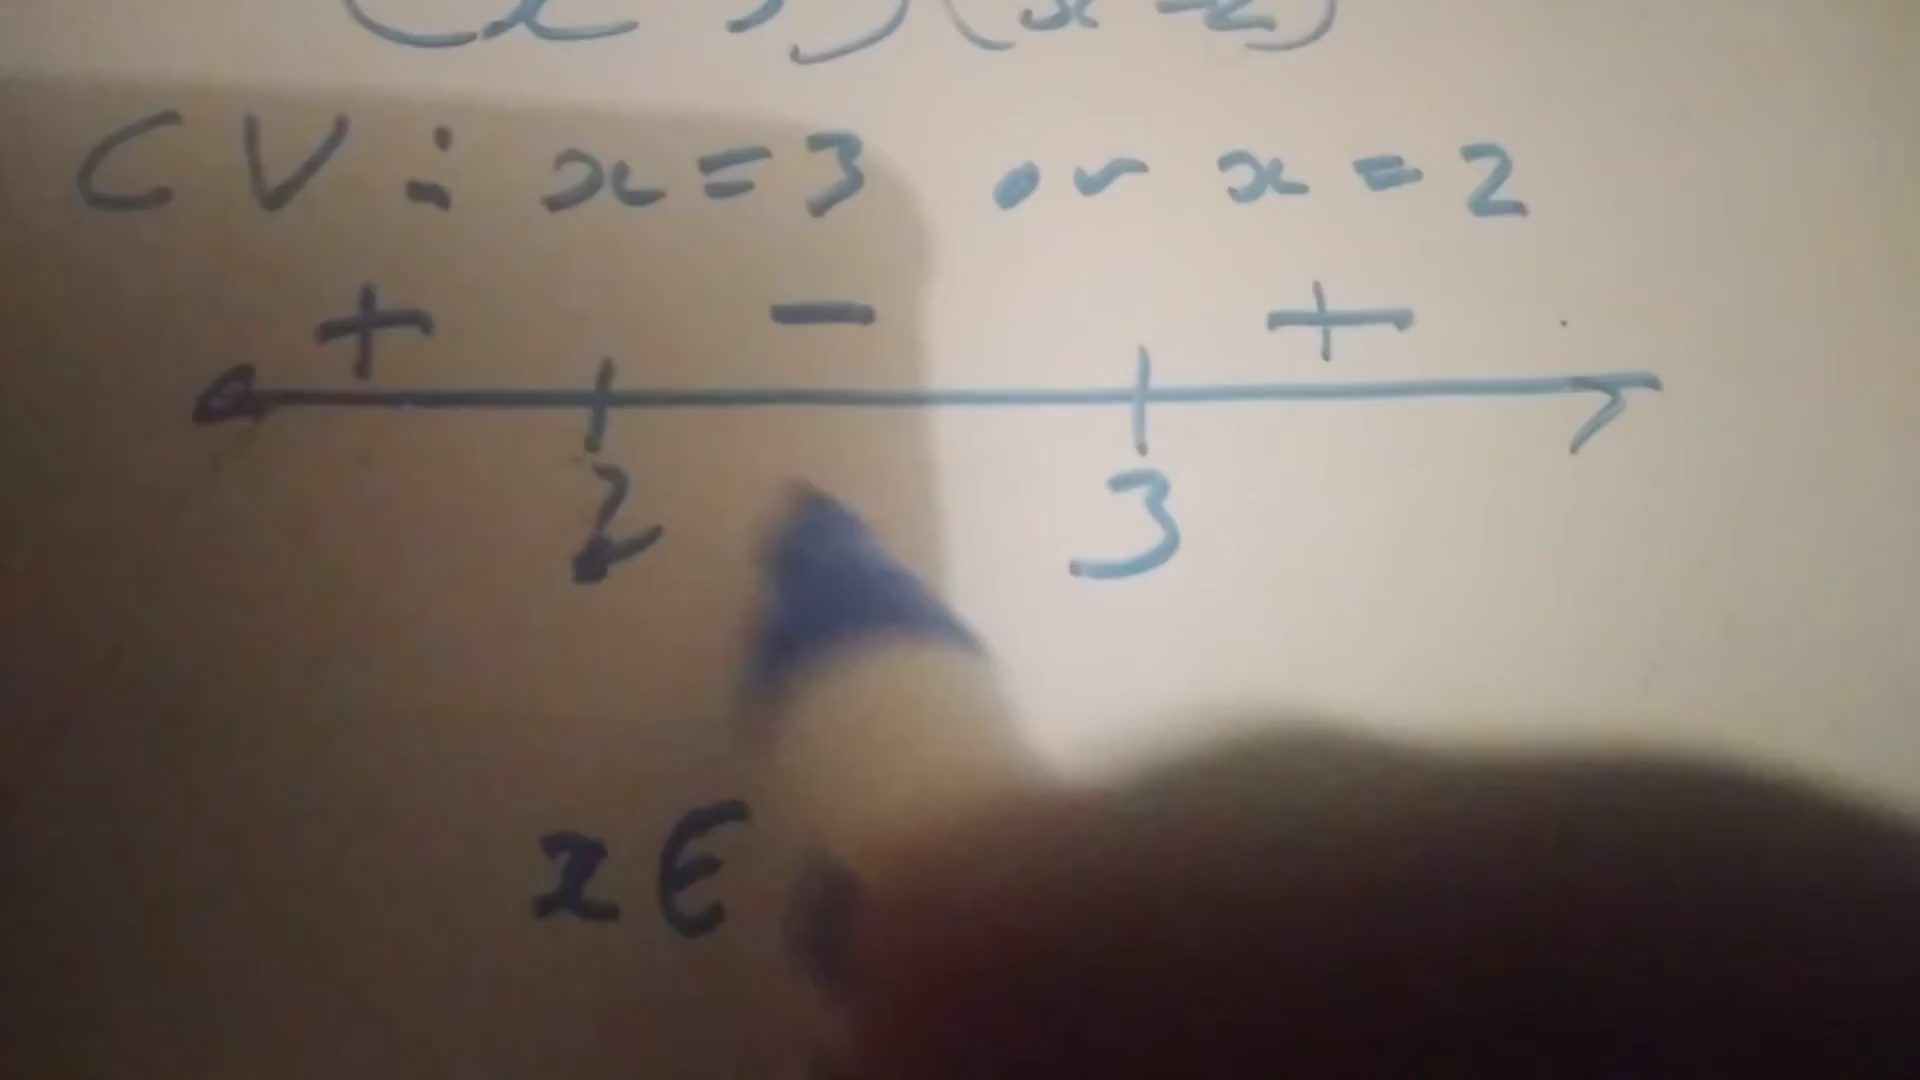 CV : x = 3 or x = 2
+ − +
2 3
x ∈